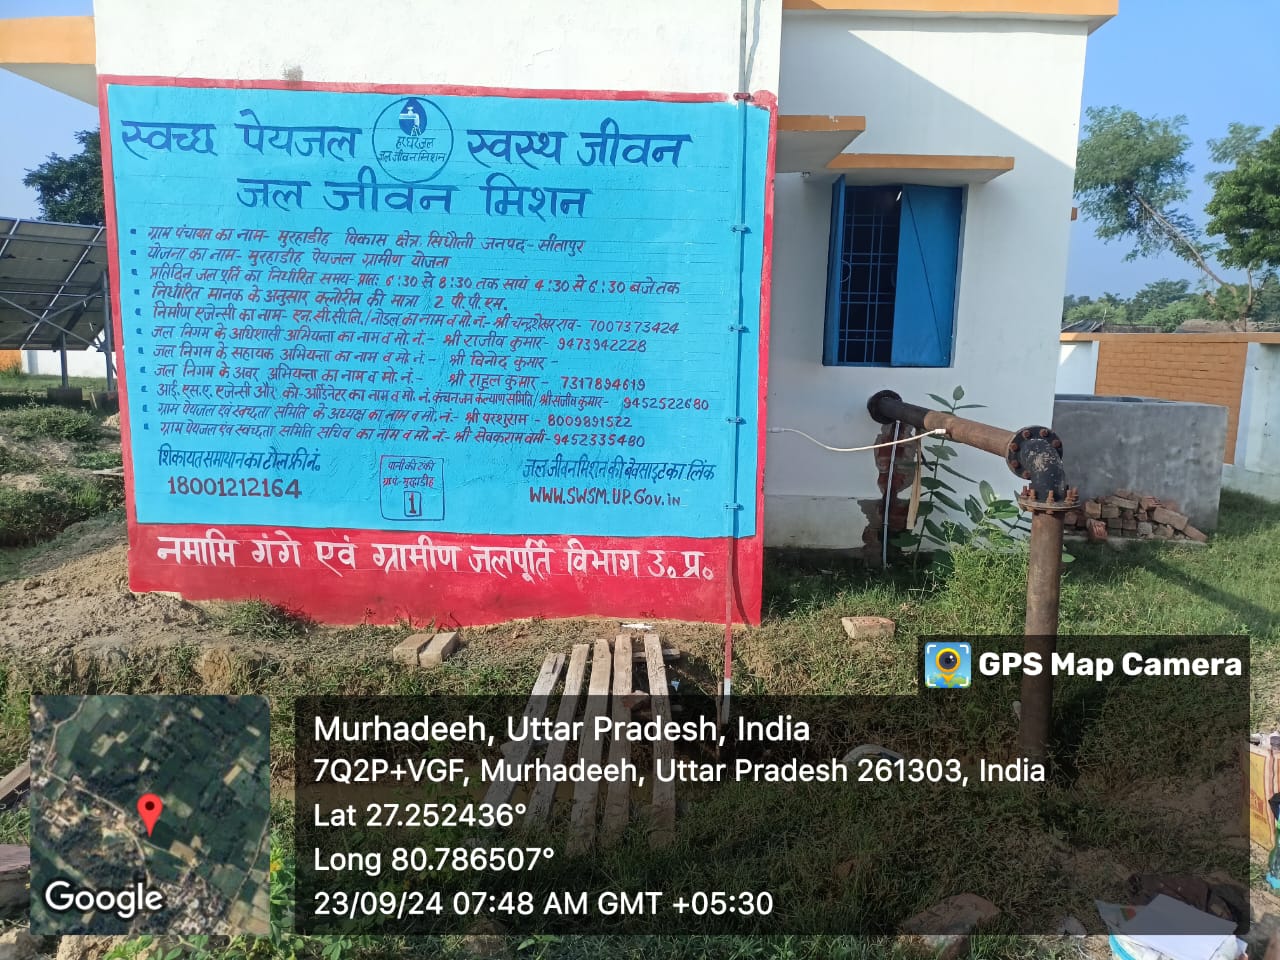 स्वच्छ पेयजल स्वस्थ जीवन
हर घर जल
जल जीवन मिशन
जल जीवन मिशन
ग्राम पंचायत का नाम- मुरहाडीह विकास क्षेत्र. सिधौली जनपद- सीतापुर
योजना का नाम- मुरहाडीह पेयजल ग्रामीण योजना
प्रतिदिन जल पूर्ति का निर्धारित समय- प्रातः 6:30 से 8:30 तक सायं 4:30 से 6:30 बजे तक
निर्धारित मानक के अनुसार क्लोरीन की मात्रा 2 पी.पी.एम.
निर्माण एजेन्सी का नाम- एन.सी.सी.लि./नोडल का नाम व मो.नं.- श्री चन्द्रशेखर राव- 7007373424
जल निगम के अधिशासी अभियन्ता का नाम व मो. नं.- श्री राजीव कुमार- 9473942228
जल निगम के सहायक अभियन्ता का नाम व मो. नं.- श्री विनोद कुमार-
जल निगम के अवर अभियन्ता का नाम व मो. नं.- श्री राहुल कुमार- 7317894619
आई.एस.ए. एजेन्सी और को-ऑर्डिनेटर का नाम व मो. नं. कंचन जन कल्याण समिति/श्री संजीव कुमार- 9452522680
ग्राम पेयजल एवं स्वच्छता समिति के अध्यक्ष का नाम व मो. नं.- श्री परशुराम- 8009891522
ग्राम पेयजल एवं स्वच्छता समिति सचिव का नाम व मो. नं.- श्री सेवकराम वर्मा- 9452335480
शिकायत समाधान का टोल फ्री नं.
18001212164
पानी की टंकी
ग्रा.पं.- मुरहाडीह
1
जल जीवन मिशन की वेबसाइट का लिंक
WWW.SWSM.UP.Gov.iN
नमामि गंगे एवं ग्रामीण जलपूर्ति विभाग उ. प्र.
GPS Map Camera
Murhadeeh, Uttar Pradesh, India
7Q2P+VGF, Murhadeeh, Uttar Pradesh 261303, India
Lat 27.252436°
Long 80.786507°
23/09/24 07:48 AM GMT +05:30
Google